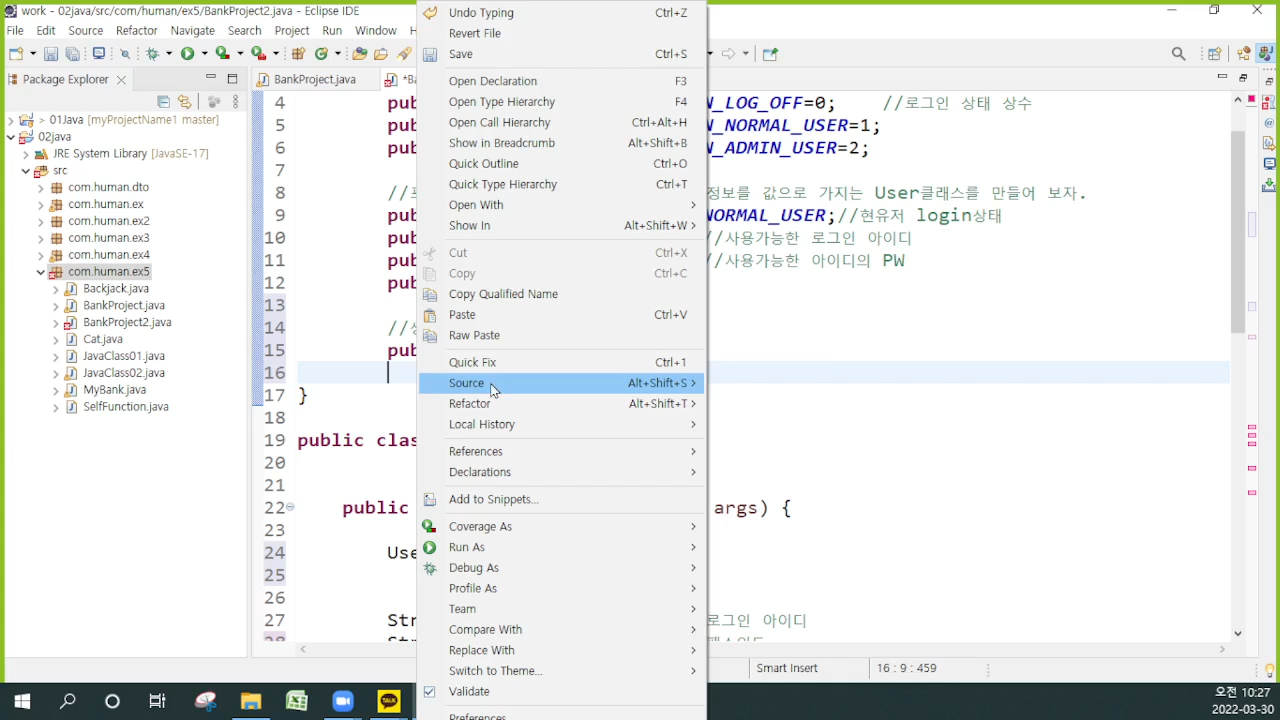 work - 02java/src/com/human/ex5/BankProject2.java - Eclipse IDE
File Edit Source Refactor Navigate Search Project Run Window
Package Explorer
BankProject.java
01Java [myProjectName1 master]
02java
JRE System Library [JavaSE-17]
src
com.human.dto
com.human.ex
com.human.ex2
com.human.ex3
com.human.ex4
com.human.ex5
Backjack.java
BankProject.java
BankProject2.java
Cat.java
JavaClass01.java
JavaClass02.java
MyBank.java
SelfFunction.java
Undo Typing Ctrl+Z
Revert File
Save Ctrl+S
Open Declaration F3
Open Type Hierarchy F4
Open Call Hierarchy Ctrl+Alt+H
Show in Breadcrumb Alt+Shift+B
Quick Outline Ctrl+O
Quick Type Hierarchy Ctrl+T
Open With
Show In Alt+Shift+W
Cut Ctrl+X
Copy Ctrl+C
Copy Qualified Name
Paste Ctrl+V
Raw Paste
Quick Fix Ctrl+1
Source Alt+Shift+S
Refactor Alt+Shift+T
Local History
References
Declarations
Add to Snippets...
Coverage As
Run As
Debug As
Profile As
Team
Compare With
Replace With
Switch to Theme...
Validate
Preferences
4 pub N_LOG_OFF=0; //로그인 상태 상수
5 pub N_NORMAL_USER=1;
6 pub N_ADMIN_USER=2;
7
8 // 정보를 값으로 가지는 User클래스를 만들어 보자.
9 pub NORMAL_USER;//현유저 login상태
10 pub //사용가능한 로그인 아이디
11 pub //사용가능한 아이디의 PW
12 pub
13
14 //
15 pub
16
17 }
18
19 public clas
20
21
22 public args) {
23
24 Use
25
26
27 Str 로그인 아이디
28 Str
Smart Insert 16 : 9 : 459
TALK
오전 10:27
2022-03-30